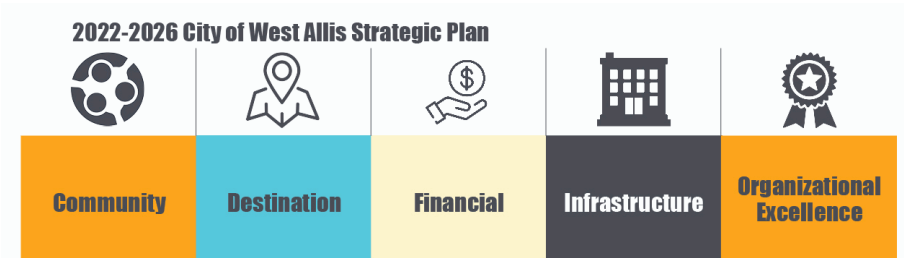 2022-2026 City of West Allis Strategic Plan
$
Community
Destination
Financial
Infrastructure
Organizational
Excellence